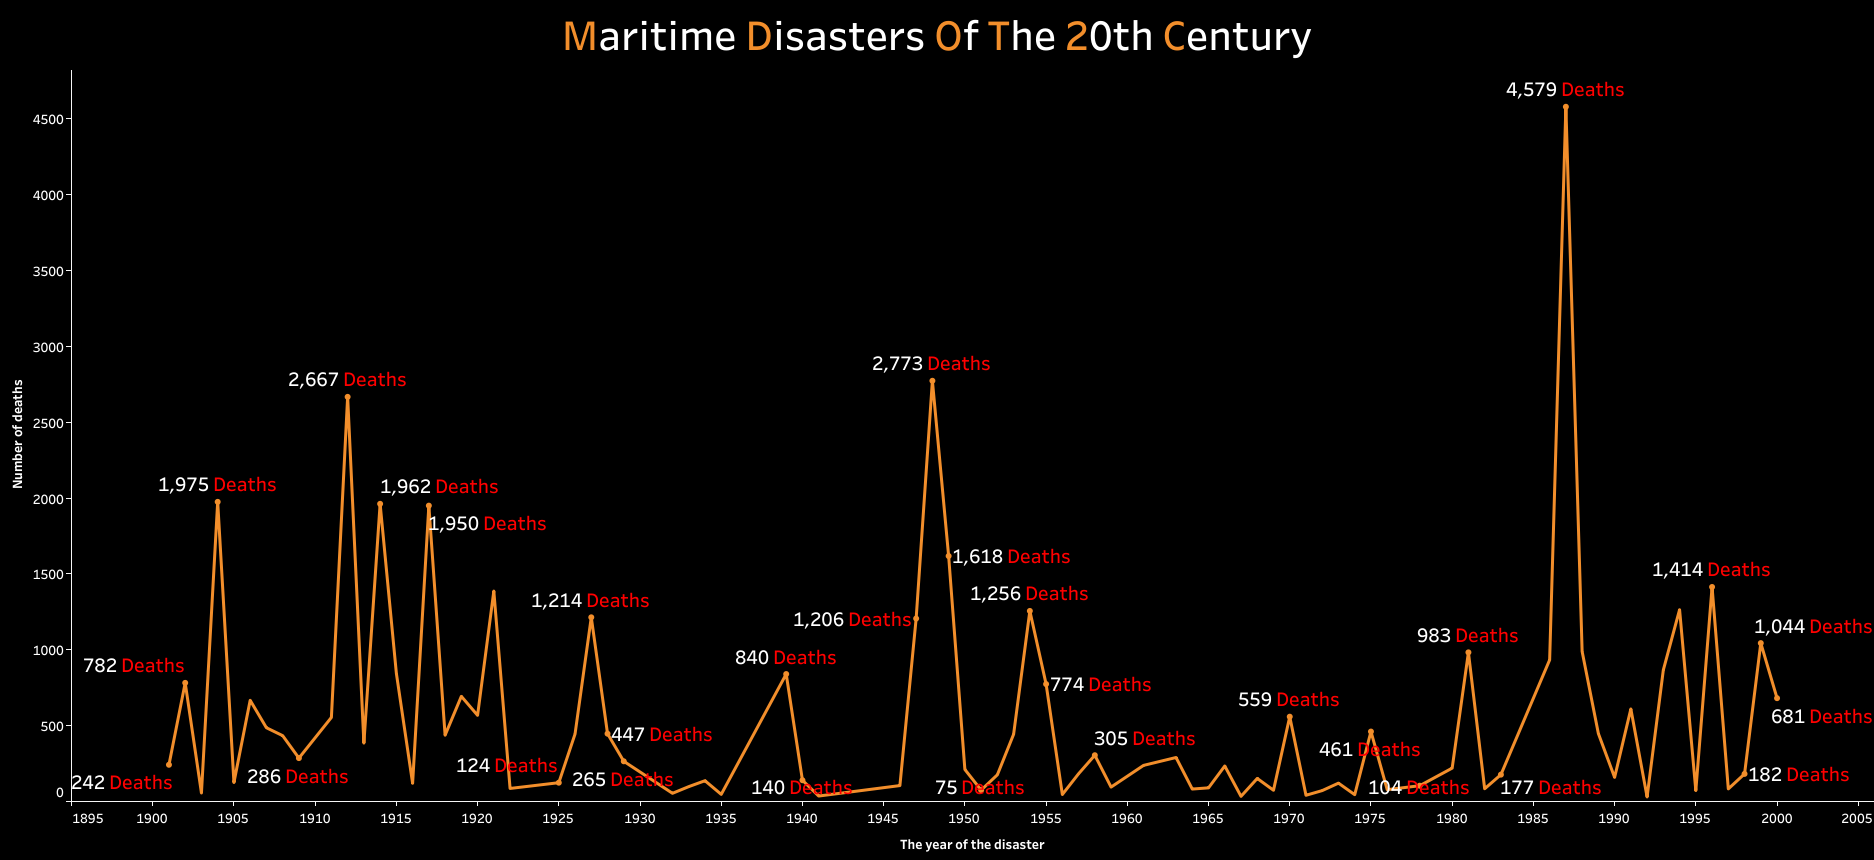 Maritime Disasters Of The 20th Century
4,579 Deaths
4500
4000
3500
3000
2,773 Deaths
2,667 Deaths
Number of deaths
2500
1,975 Deaths
1,962 Deaths
2000
1,950 Deaths
1,618 Deaths
1500
1,414 Deaths
1,256 Deaths
1,214 Deaths
1,206 Deaths
1,044 Deaths
983 Deaths
1000
840 Deaths
782 Deaths
774 Deaths
559 Deaths
681 Deaths
500
447 Deaths
305 Deaths
461 Deaths
124 Deaths
182 Deaths
286 Deaths
265 Deaths
242 Deaths
140 Deaths
75 Deaths
104 Deaths
177 Deaths
0
1895 1900 1905 1910 1915 1920 1925 1930 1935 1940 1945 1950 1955 1960 1965 1970 1975 1980 1985 1990 1995 2000 2005
The year of the disaster